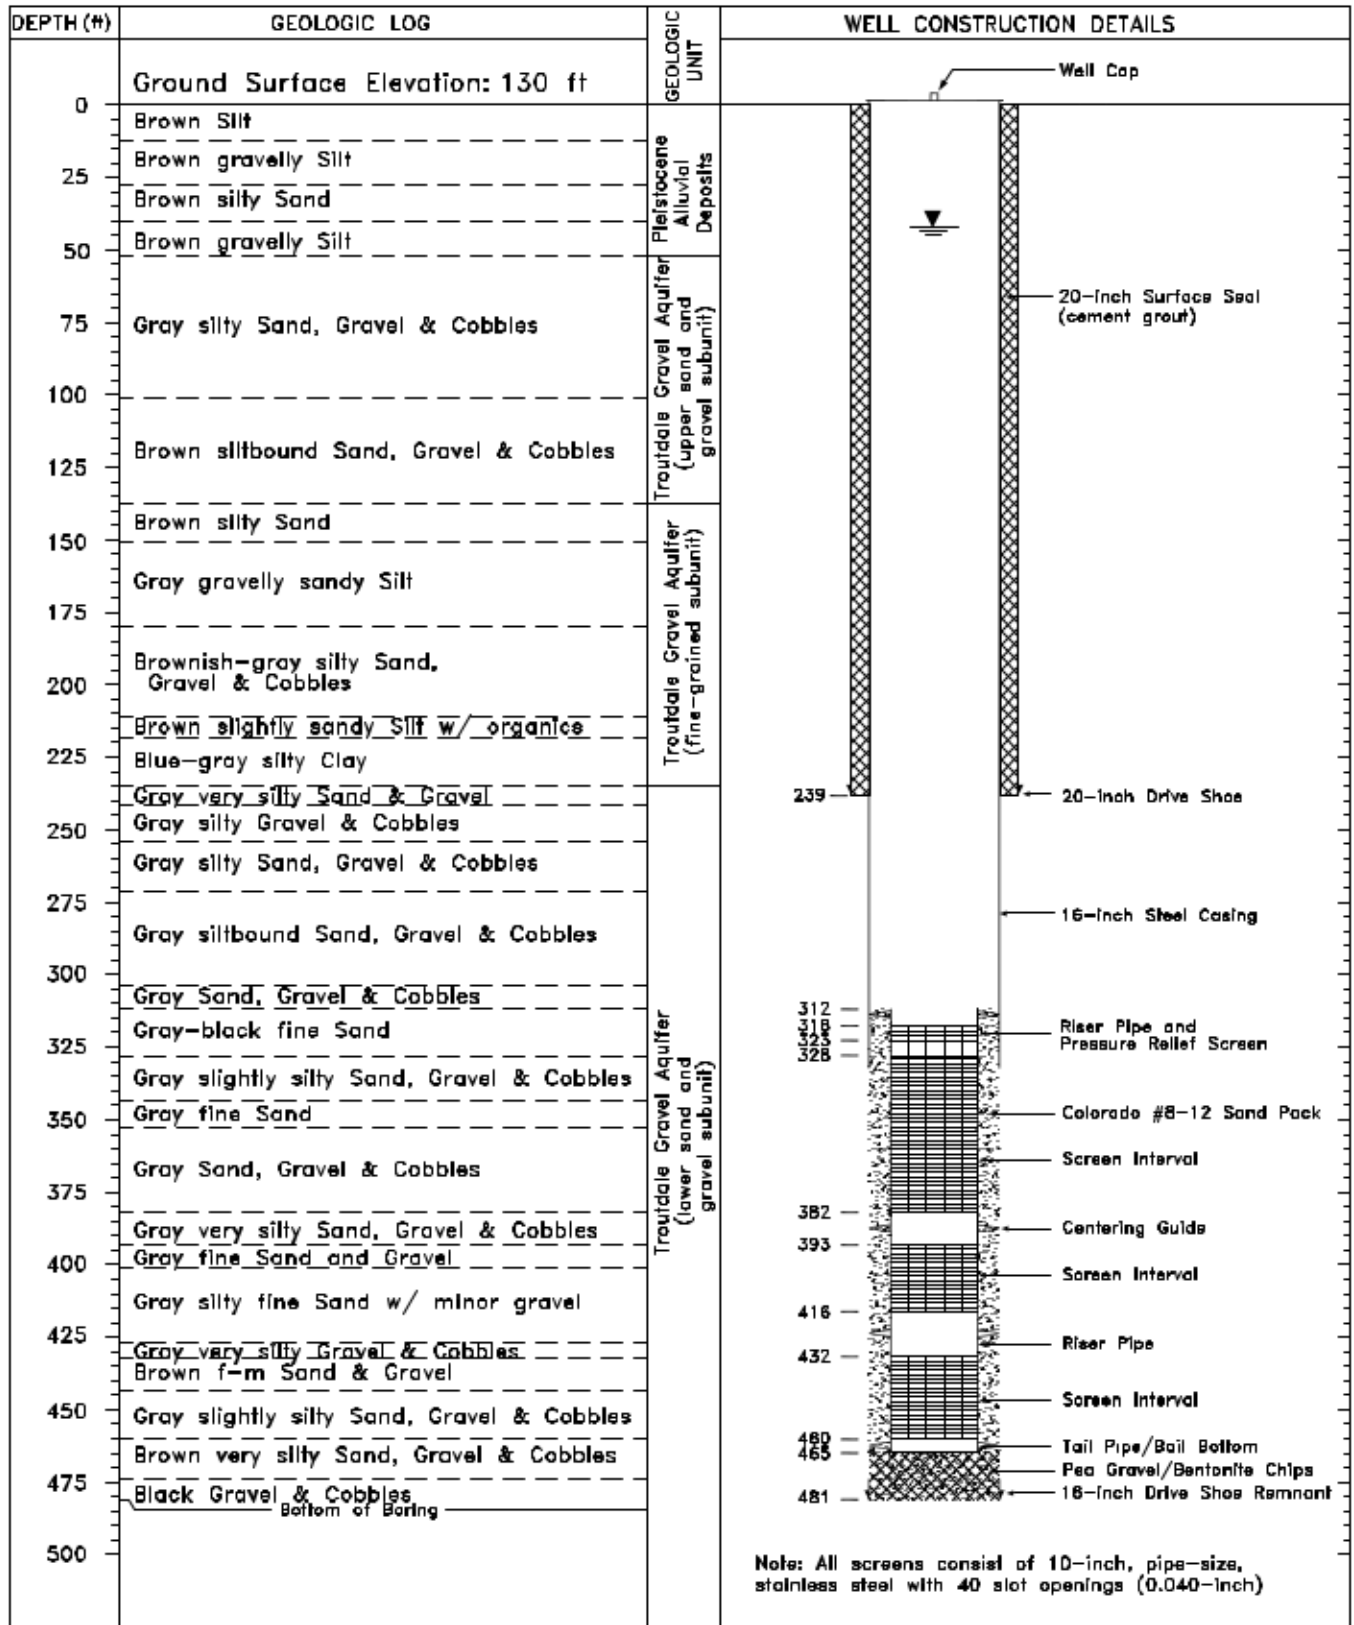 DEPTH (ft)
GEOLOGIC LOG
GEOLOGIC
UNIT
WELL CONSTRUCTION DETAILS
Ground Surface Elevation: 130 ft
0
25
50
75
100
125
150
175
200
225
250
275
300
325
350
375
400
425
450
475
500
Brown Silt
Brown gravelly Silt
Brown silty Sand
Brown gravelly Silt
Gray silty Sand, Gravel & Cobbles
Brown siltbound Sand, Gravel & Cobbles
Brown silty Sand
Gray gravelly sandy Silt
Brownish-gray silty Sand,
Gravel & Cobbles
Brown slightly sandy Silt w/ organics
Blue-gray silty Clay
Gray very silty Sand & Gravel
Gray silty Gravel & Cobbles
Gray silty Sand, Gravel & Cobbles
Gray siltbound Sand, Gravel & Cobbles
Gray Sand, Gravel & Cobbles
Gray-black fine Sand
Gray slightly silty Sand, Gravel & Cobbles
Gray fine Sand
Gray Sand, Gravel & Cobbles
Gray very silty Sand, Gravel & Cobbles
Gray fine Sand and Gravel
Gray silty fine Sand w/ minor gravel
Gray very silty Gravel & Cobbles
Brown f-m Sand & Gravel
Gray slightly silty Sand, Gravel & Cobbles
Brown very silty Sand, Gravel & Cobbles
Black Gravel & Cobbles
Bottom of Boring
Pleistocene
Alluvial
Deposits
Troutdale Gravel Aquifer
(upper sand and
gravel subunit)
Troutdale Gravel Aquifer
(fine-grained subunit)
Troutdale Gravel Aquifer
(lower sand and
gravel subunit)
Well Cap
20-inch Surface Seal
(cement grout)
239
20-inch Drive Shoe
16-inch Steel Casing
312
318
323
328
Riser Pipe and
Pressure Relief Screen
Colorado #8-12 Sand Pack
Screen Interval
382
Centering Guide
393
Screen Interval
416
Riser Pipe
432
Screen Interval
460
465
Tail Pipe/Bail Bottom
Pea Gravel/Bentonite Chips
481
16-inch Drive Shoe Remnant
Note: All screens consist of 10-inch, pipe-size,
stainless steel with 40 slot openings (0.040-inch)